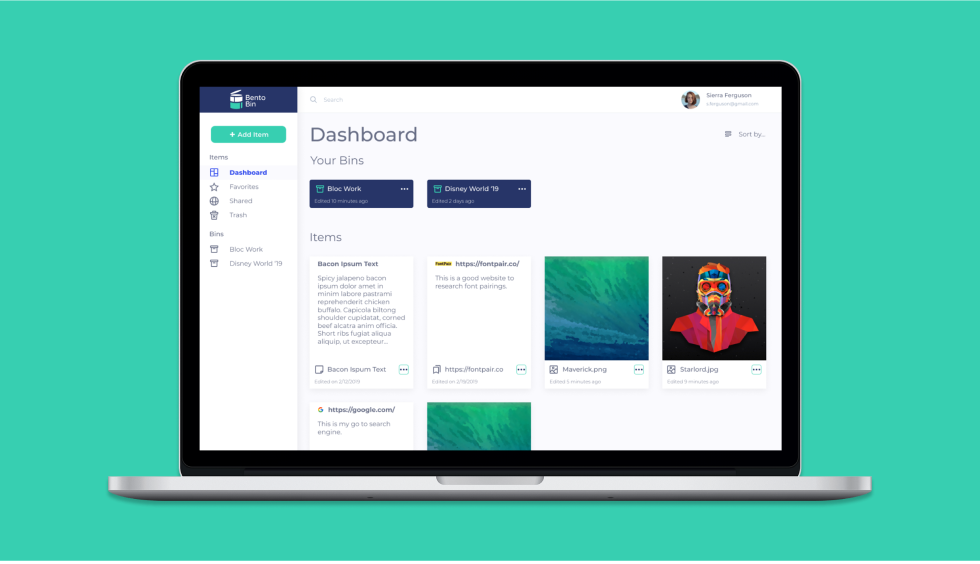 Bento
Bin
Search
Sierra Ferguson
s.ferguson@gmail.com
+ Add Item
Items
Dashboard
Favorites
Shared
Trash
Bins
Bloc Work
Disney World '19
Dashboard
Sort by...
Your Bins
Bloc Work
Edited 10 minutes ago
Disney World '19
Edited 2 days ago
Items
Bacon Ipsum Text
Spicy jalapeno bacon
ipsum dolor amet in
minim labore pastrami
reprehenderit chicken
buffalo. Capicola biltong
shoulder cupidatat, corned
beef alcatra anim officia.
Short ribs fugiat aliqua
aliquip, ut excepteur...
Bacon Ispum Text
Edited on 2/12/2019
FontPair https://fontpair.co/
This is a good website to
research font pairings.
https://fontpair.co
Edited on 2/19/2019
Maverick.png
Edited 5 minutes ago
Starlord.jpg
Edited 9 minutes ago
G https://google.com/
This is my go to search
engine.